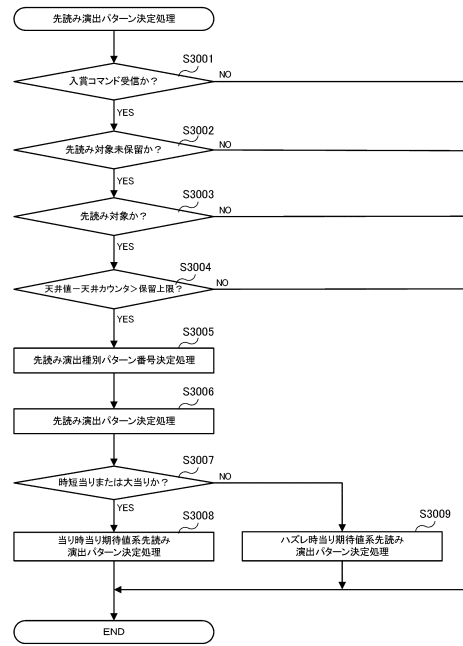 先読み演出パターン決定処理
S3001
入賞コマンド受信か？
NO
YES
S3002
先読み対象未保留か？
NO
YES
S3003
先読み対象か？
NO
YES
S3004
天井値－天井カウンタ＞保留上限？
NO
YES
S3005
先読み演出種別パターン番号決定処理
S3006
先読み演出パターン決定処理
S3007
時短当りまたは大当りか？
NO
YES
S3008
当り時当り期待値系先読み
演出パターン決定処理
S3009
ハズレ時当り期待値系先読み
演出パターン決定処理
END